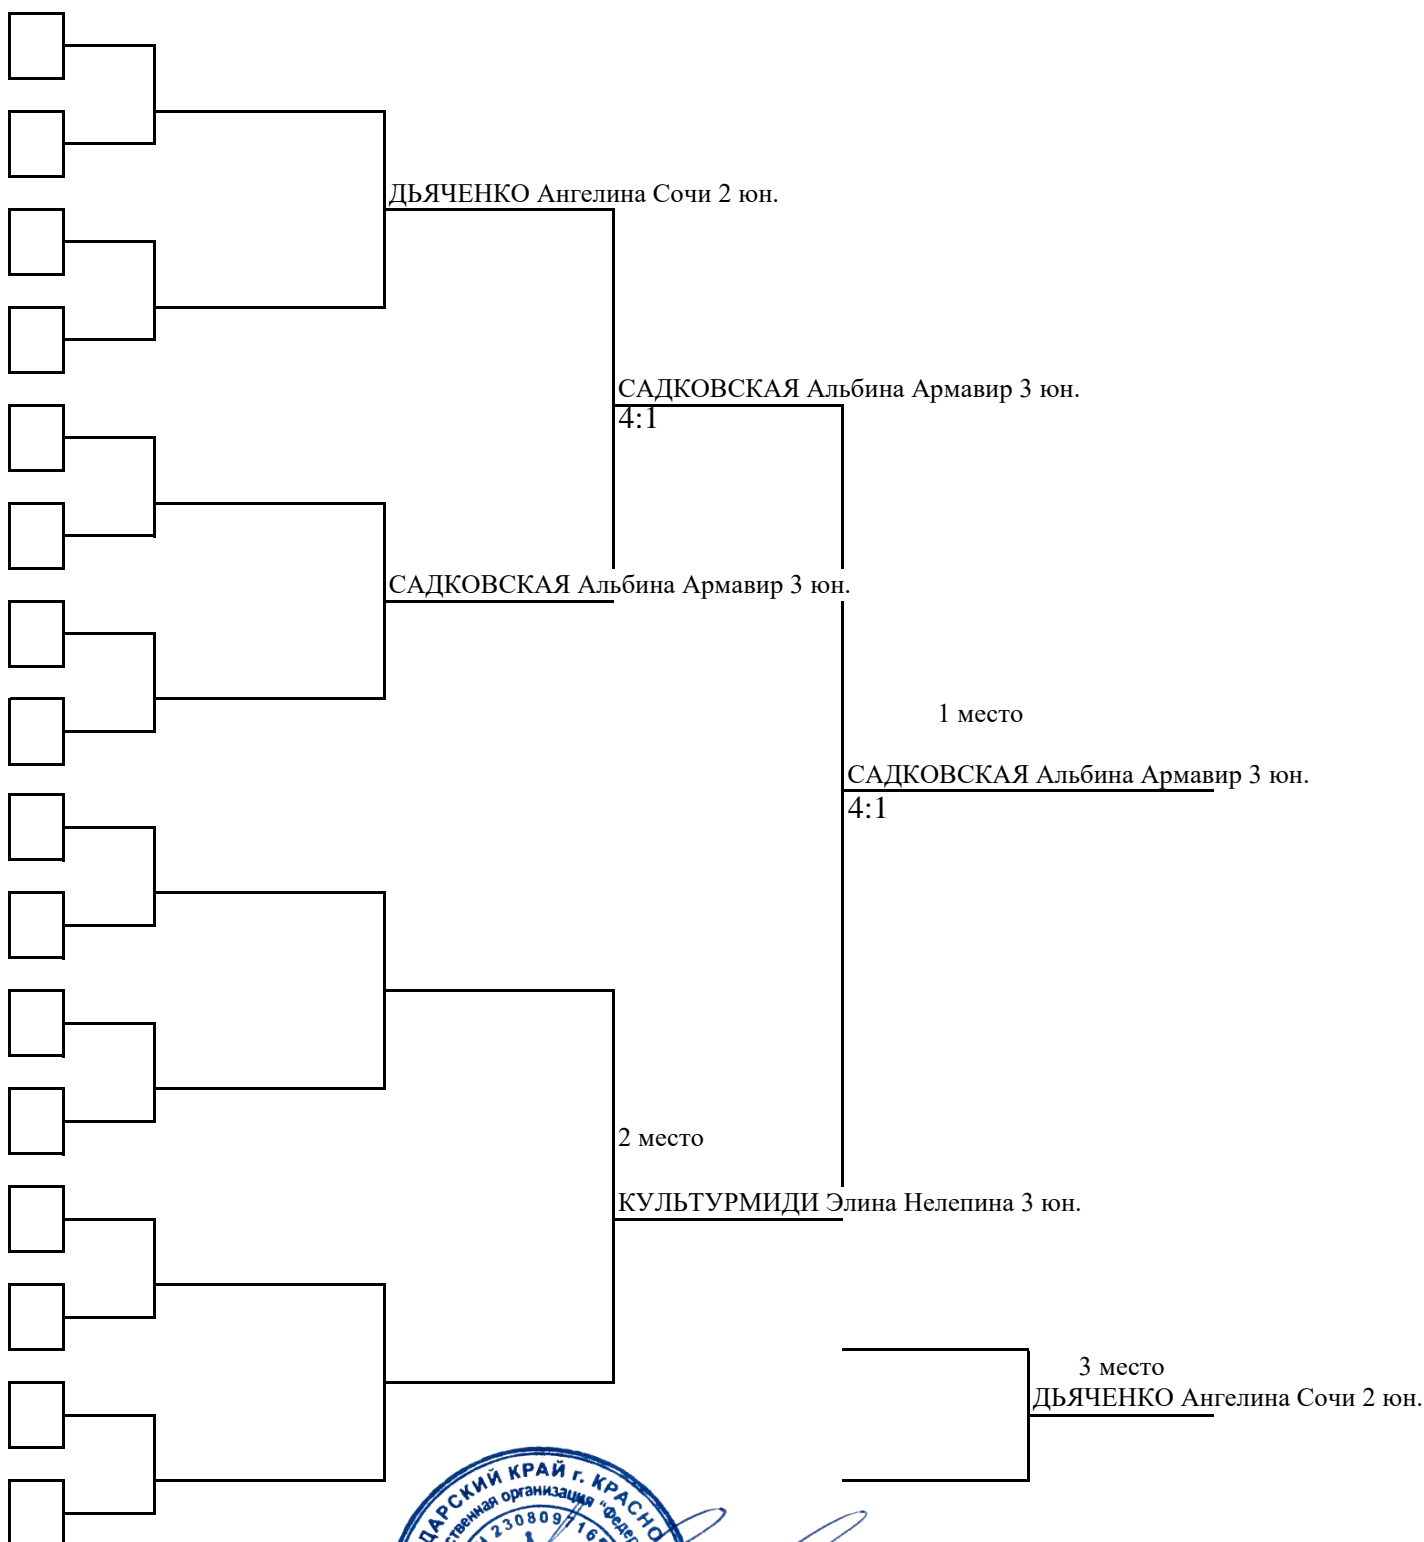 ДЬЯЧЕНКО Ангелина Сочи 2 юн.
САДКОВСКАЯ Альбина Армавир 3 юн.
4:1
САДКОВСКАЯ Альбина Армавир 3 юн.
1 место
САДКОВСКАЯ Альбина Армавир 3 юн.
4:1
2 место
КУЛЬТУРМИДИ Элина Нелепина 3 юн.
3 место
ДЬЯЧЕНКО Ангелина Сочи 2 юн.
КРАЙ г.
организация